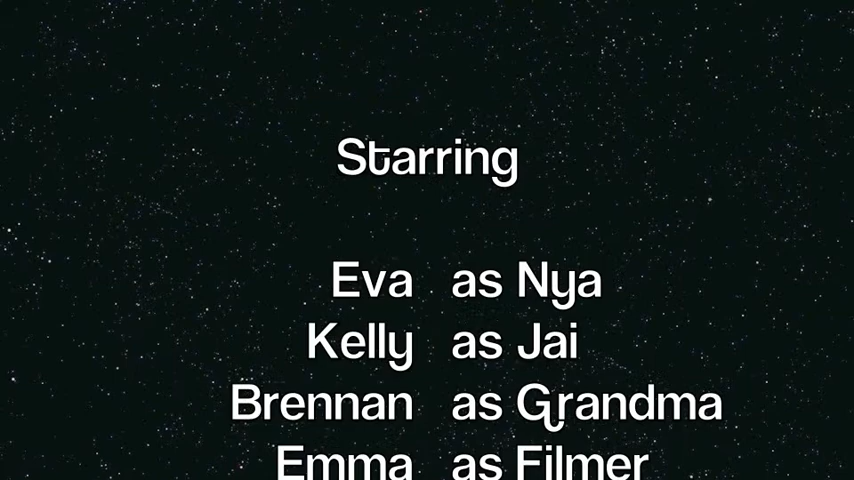 Starring
Eva as Nya
Kelly as Jai
Brennan as Grandma
Emma as Filmer